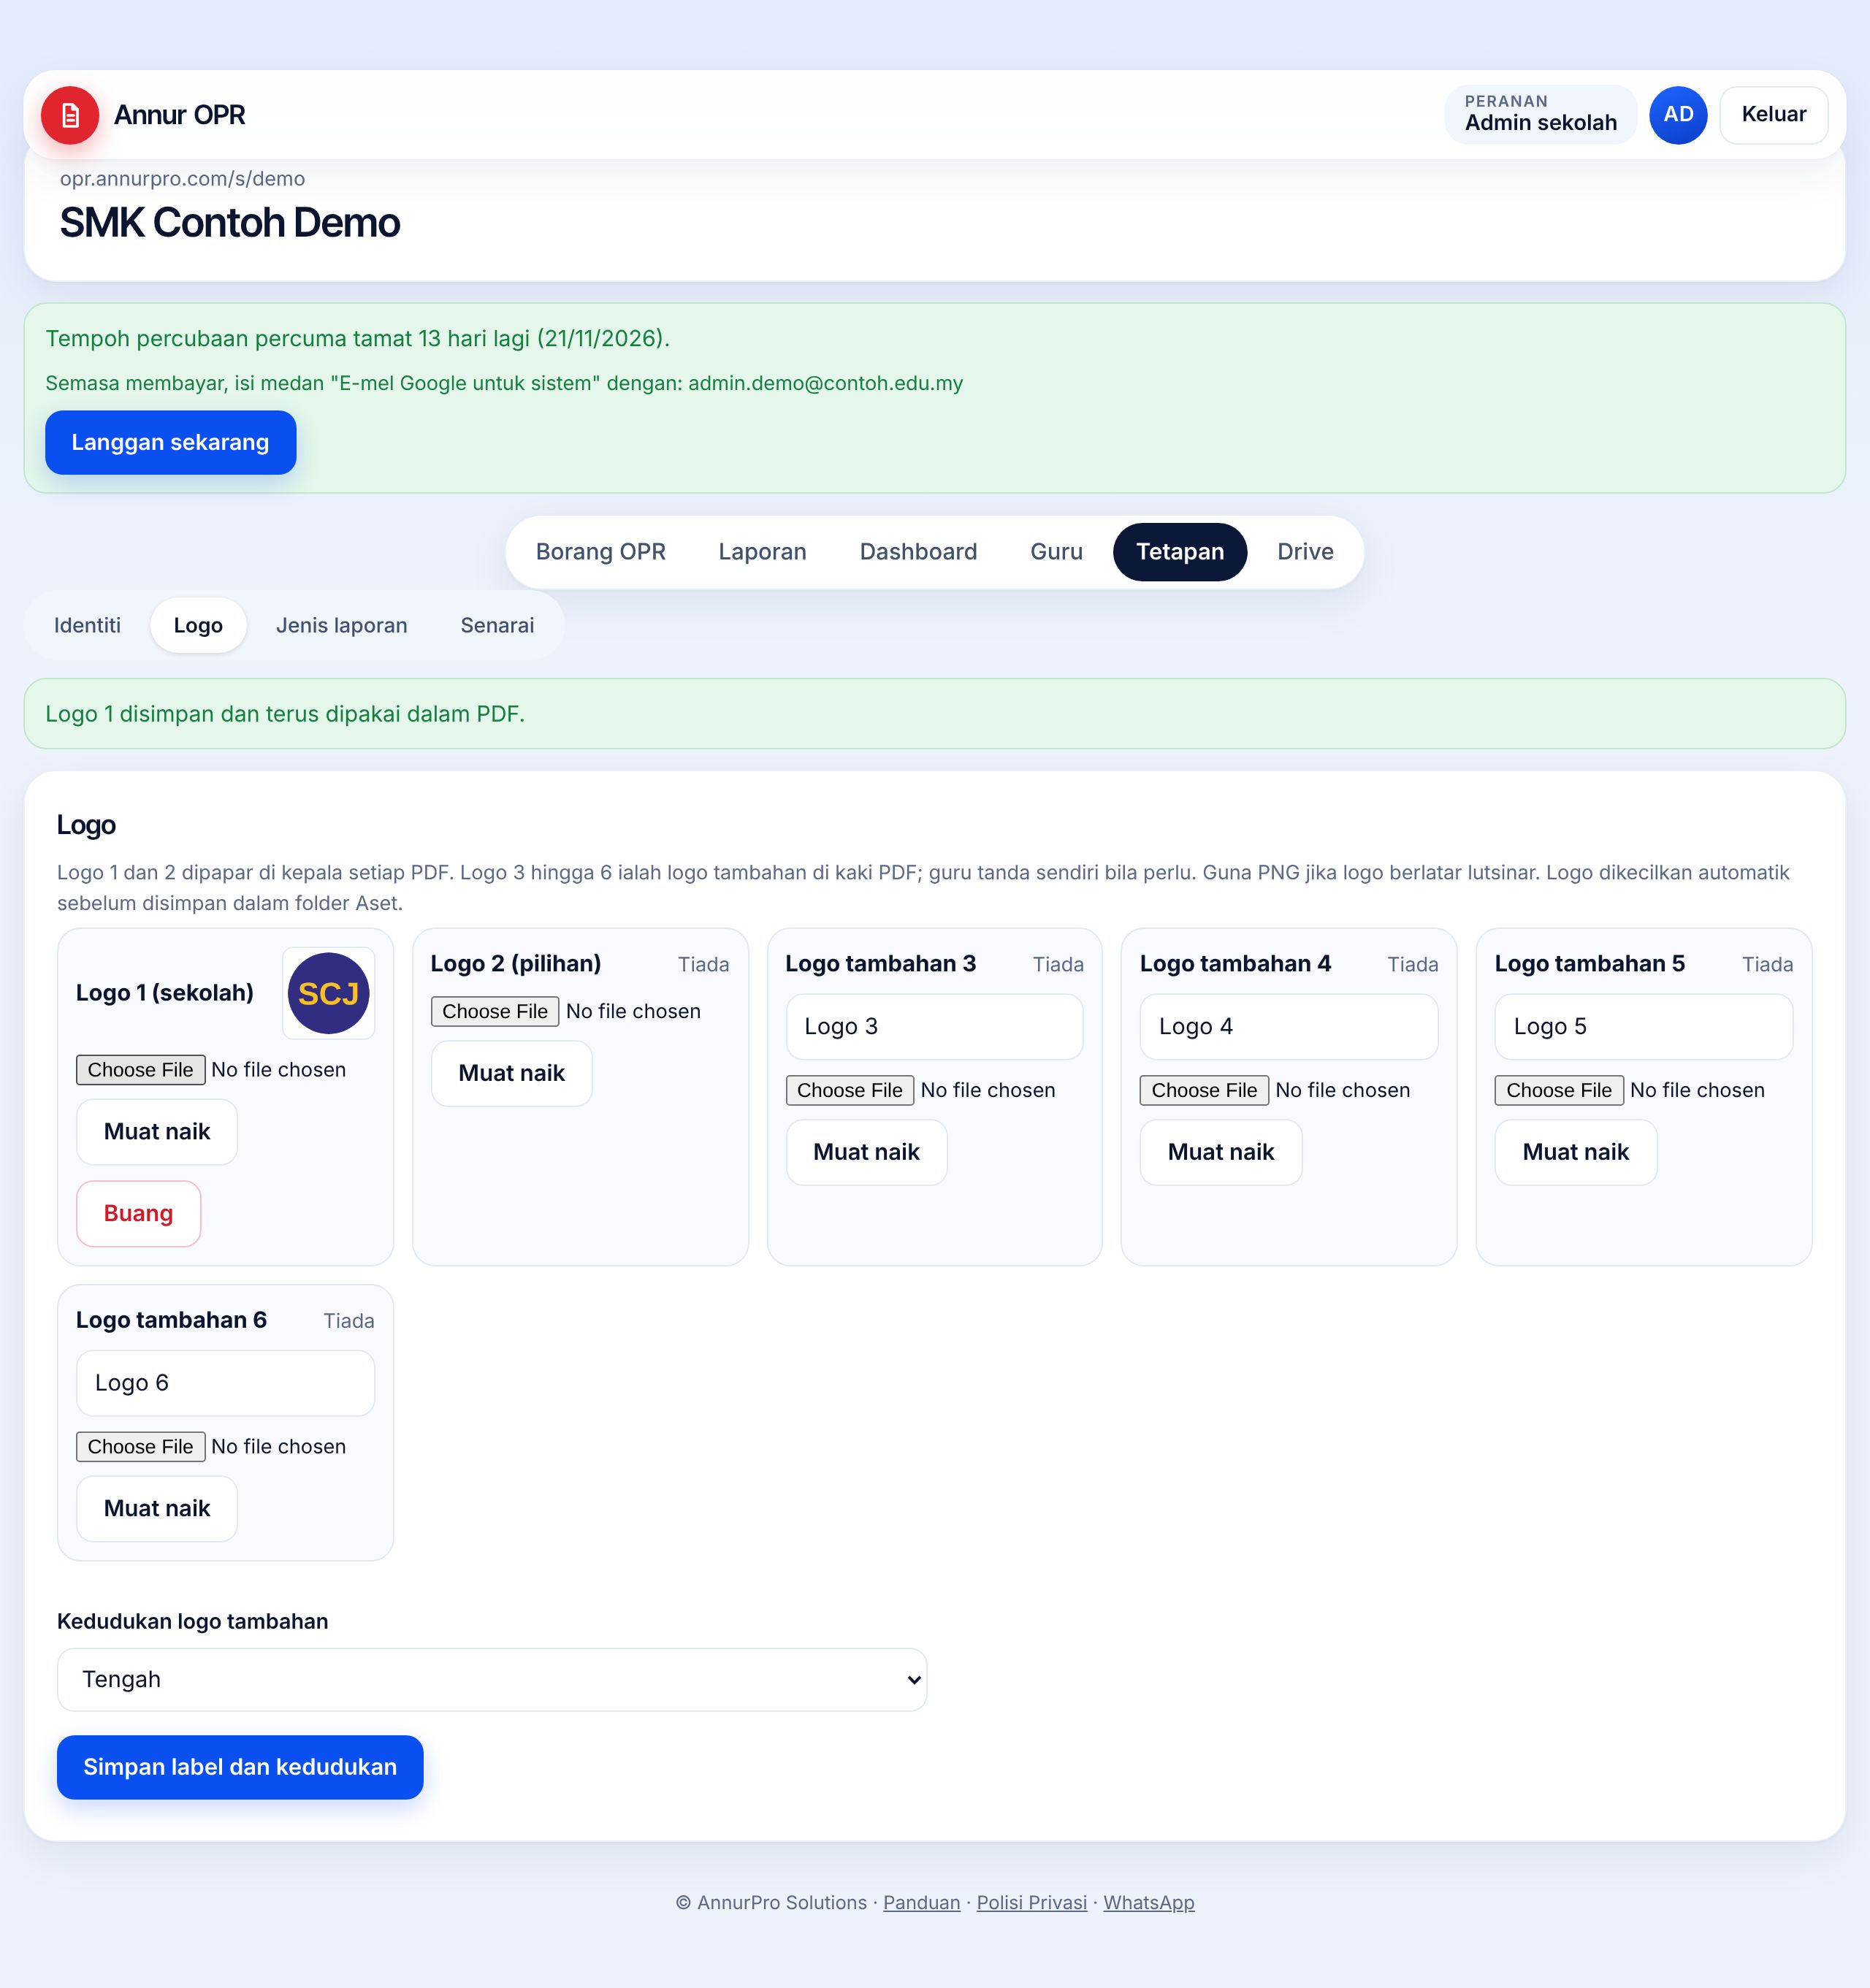 Annur OPR
PERANAN
Admin sekolah
AD
Keluar
opr.annurpro.com/s/demo
SMK Contoh Demo
Tempoh percubaan percuma tamat 13 hari lagi (21/11/2026).
Semasa membayar, isi medan "E-mel Google untuk sistem" dengan: admin.demo@contoh.edu.my
Langgan sekarang
Borang OPR
Laporan
Dashboard
Guru
Tetapan
Drive
Identiti
Logo
Jenis laporan
Senarai
Logo 1 disimpan dan terus dipakai dalam PDF.
Logo
Logo 1 dan 2 dipapar di kepala setiap PDF. Logo 3 hingga 6 ialah logo tambahan di kaki PDF; guru tanda sendiri bila perlu. Guna PNG jika logo berlatar lutsinar. Logo dikecilkan automatik
sebelum disimpan dalam folder Aset.
Logo 1 (sekolah)
SCJ
Choose File No file chosen
Muat naik
Buang
Logo 2 (pilihan)
Tiada
Choose File No file chosen
Muat naik
Logo tambahan 3
Tiada
Logo 3
Choose File No file chosen
Muat naik
Logo tambahan 4
Tiada
Logo 4
Choose File No file chosen
Muat naik
Logo tambahan 5
Tiada
Logo 5
Choose File No file chosen
Muat naik
Logo tambahan 6
Tiada
Logo 6
Choose File No file chosen
Muat naik
Kedudukan logo tambahan
Tengah
Simpan label dan kedudukan
© AnnurPro Solutions · Panduan · Polisi Privasi · WhatsApp